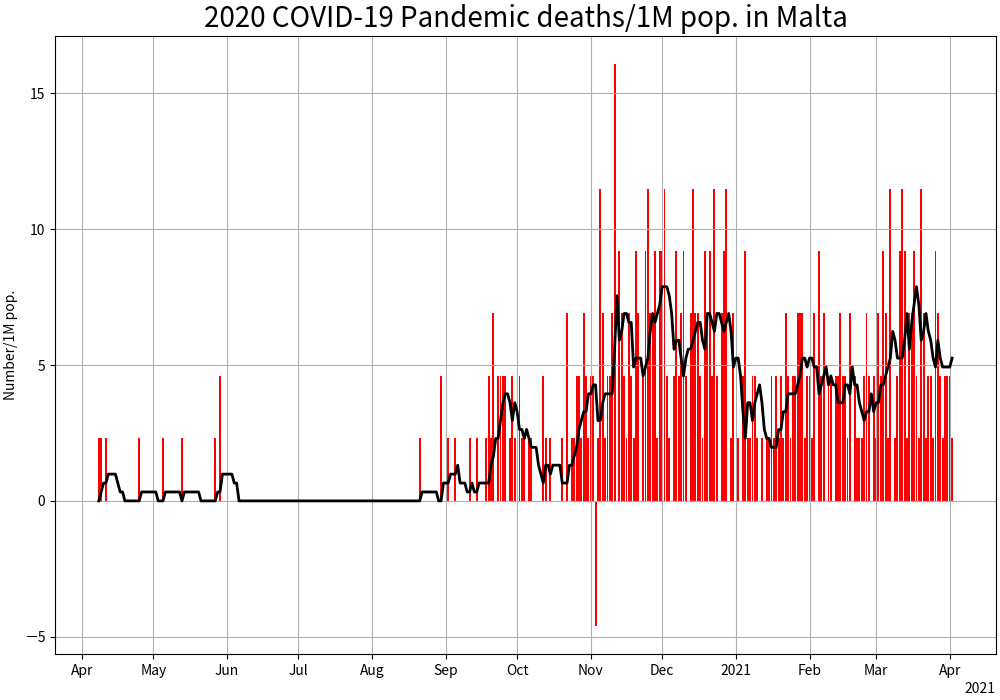 2020 COVID-19 Pandemic deaths/1M pop. in Malta
Number/1M pop.
15
10
5
0
−5
Apr May Jun Jul Aug Sep Oct Nov Dec 2021 Feb Mar Apr
2021